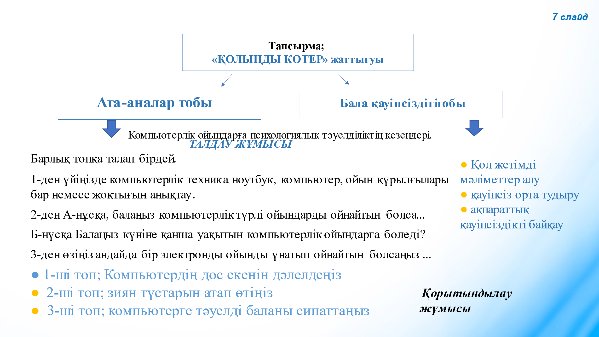 7 слайд
Тапсырма;
«ҚОЛЫҢДЫ КӨТЕР» жаттығуы
Ата-аналар тобы
Бала қауіпсіздігі тобы
Компьютерлік ойындарға психологиялық тәуелділіктің кезеңдері.
ТАЛДАУ ЖҰМЫСЫ
Барлық топқа талап бірдей.
1-ден үйіңізде компьютерлік техника ноутбук, компьютер, ойын құрылғылары
бар немесе жоқтығын анықтау.
2-ден А-нұсқа, балаңыз компьютерлік түрлі ойындарды ойнайтын болса...
Б-нұсқа Балаңыз күніне қанша уақытын компьютерлік ойындарға бөледі?
3-ден өзіңіз қандайда бір электронды ойынды ұнатып ойнайтын болсаңыз ...
● 1-ші топ; Компьютердің дос екенін дәлелдеңіз
● 2-ші топ; зиян тұстарын атап өтіңіз
● 3-ші топ; компьютерге тәуелді баланы сипаттаңыз
● Қол жетімді
мәліметтер алу
● қауіпсіз орта тудыру
● ақпараттық
қауіпсіздікті байқау
Қорытындылау
жұмысы